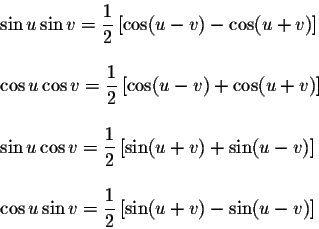 sin u sin v = 1/2 [cos(u − v) − cos(u + v)]
cos u cos v = 1/2 [cos(u − v) + cos(u + v)]
sin u cos v = 1/2 [sin(u + v) + sin(u − v)]
cos u sin v = 1/2 [sin(u + v) − sin(u − v)]